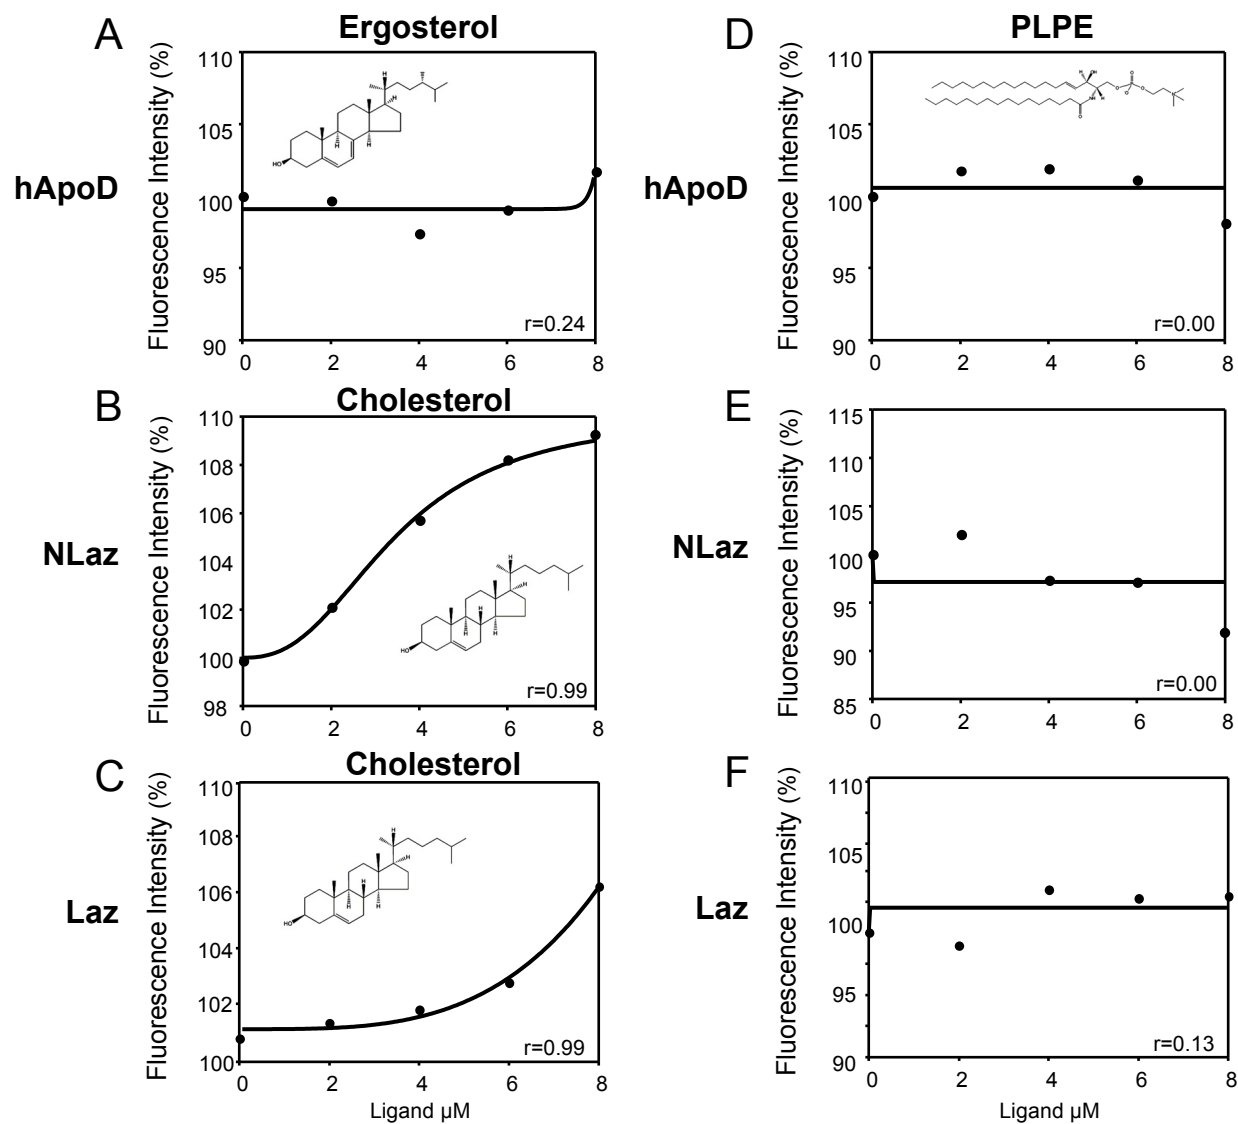 A
Ergosterol
hApoD
Fluorescence Intensity (%)
110
105
100
95
90
0 2 4 6 8
H
H
H
H
HO
r=0.24
D
PLPE
hApoD
Fluorescence Intensity (%)
110
105
100
95
90
0 2 4 6 8
r=0.00
B
Cholesterol
NLaz
Fluorescence Intensity (%)
110
108
106
104
102
100
98
0 2 4 6 8
H
H
H
H
H
HO
r=0.99
E
NLaz
Fluorescence Intensity (%)
115
110
105
100
95
90
85
0 2 4 6 8
r=0.00
C
Cholesterol
Laz
Fluorescence Intensity (%)
110
108
106
104
102
100
0 2 4 6 8
H
H
H
H
H
HO
r=0.99
Ligand µM
F
Laz
Fluorescence Intensity (%)
110
105
100
95
90
0 2 4 6 8
r=0.13
Ligand µM